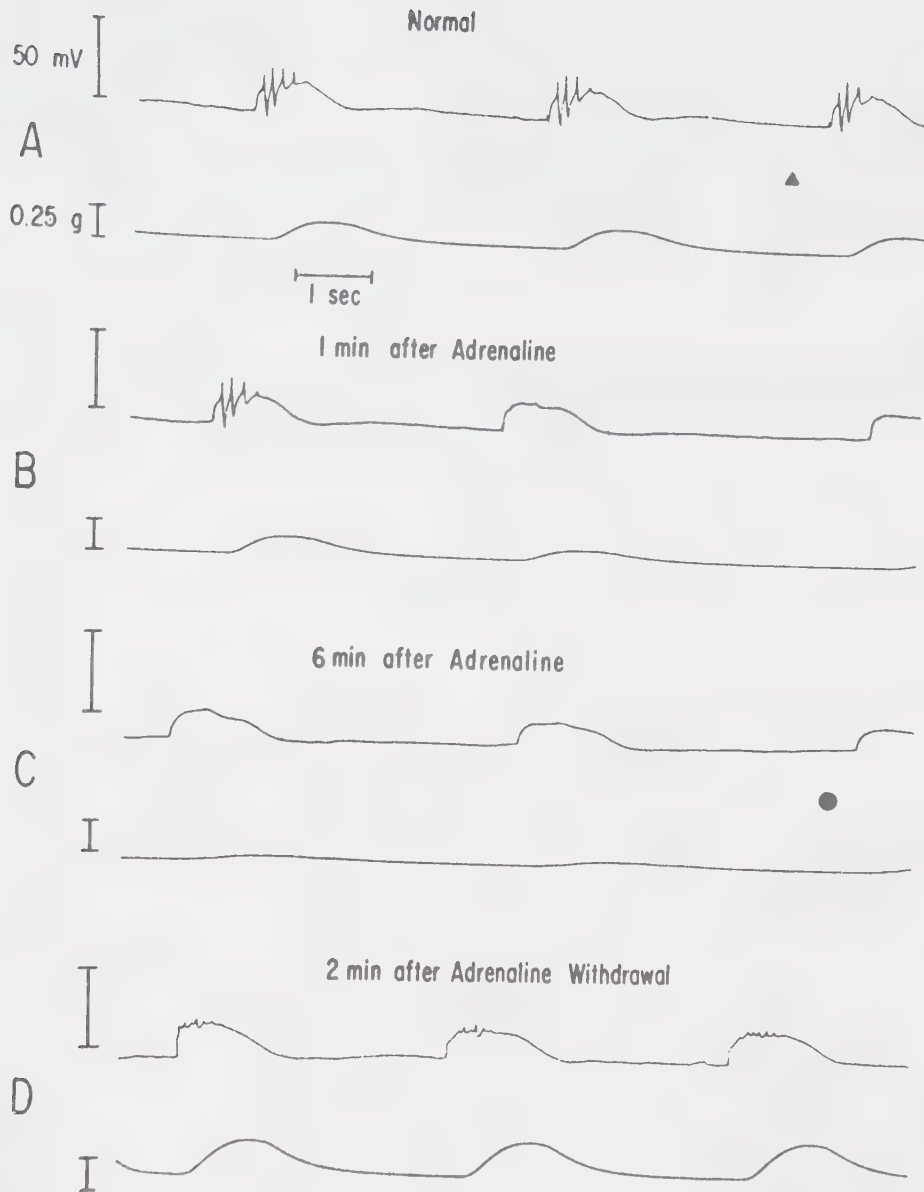 Normal
50 mV
A
0.25 g
1 sec
1 min after Adrenaline
B
6 min after Adrenaline
C
2 min after Adrenaline Withdrawal
D